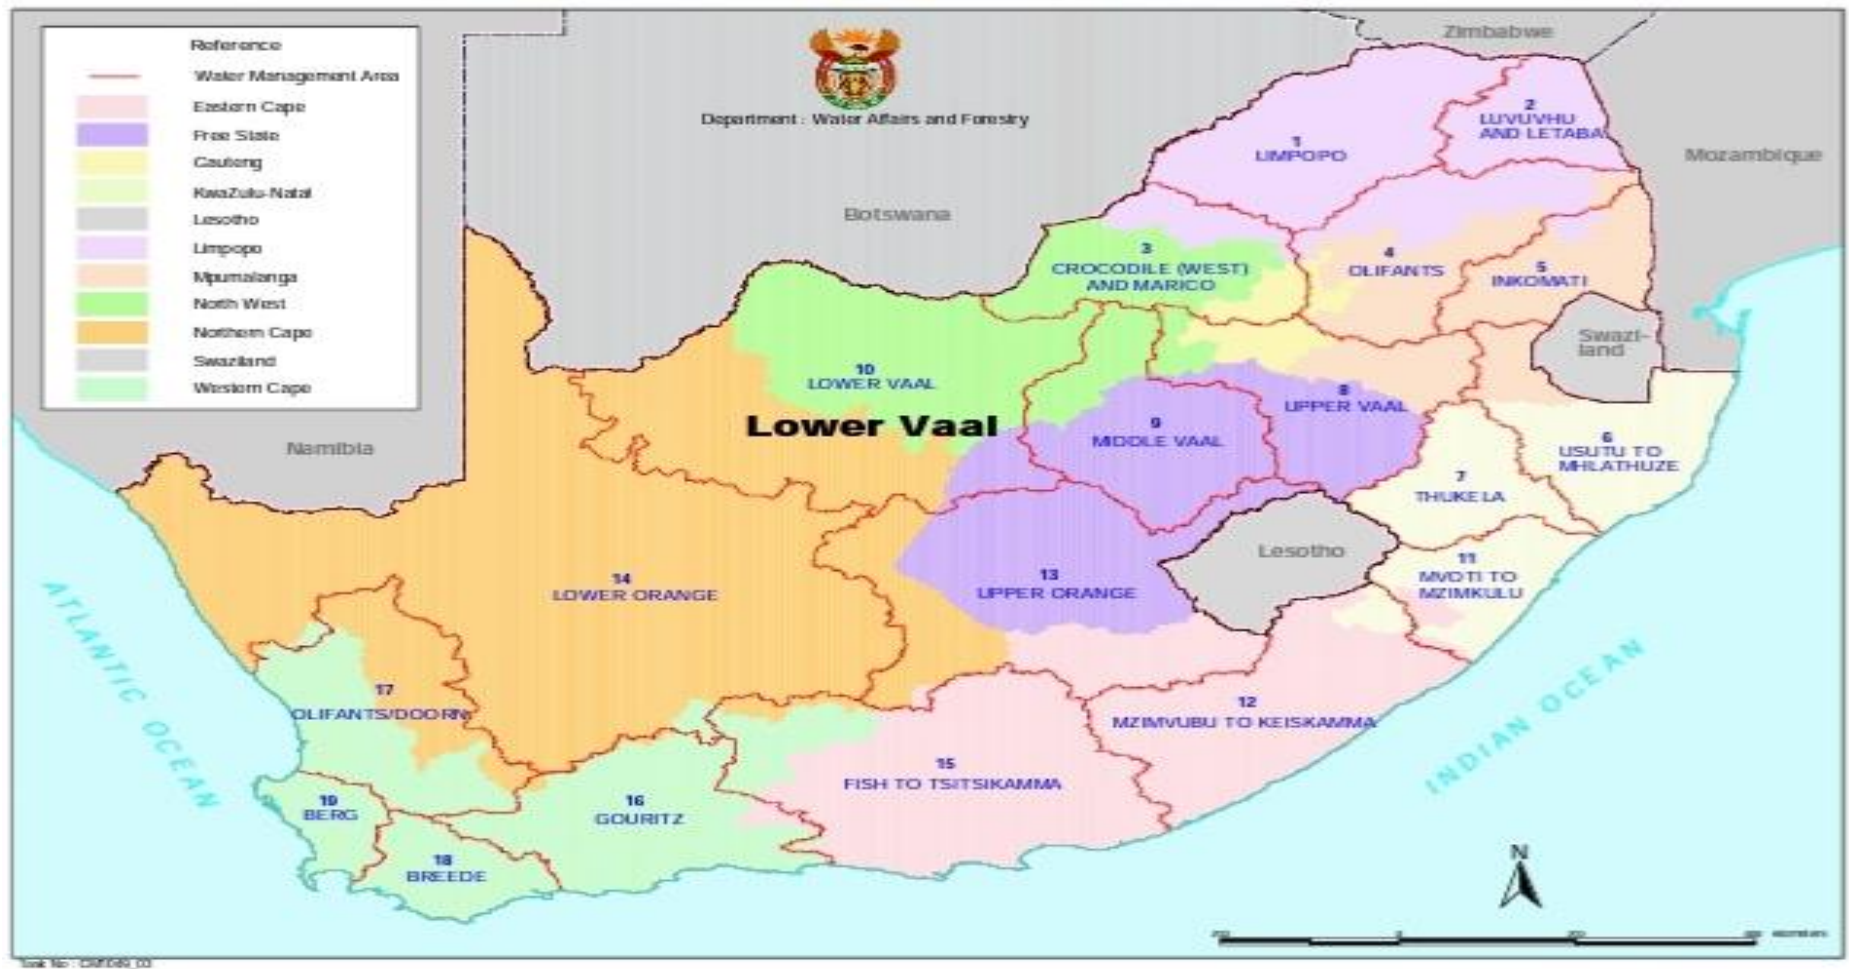 Reference
Water Management Area
Eastern Cape
Free State
Gauteng
KwaZulu-Natal
Lesotho
Limpopo
Mpumalanga
North West
Northern Cape
Swaziland
Western Cape
Department : Water Affairs and Forestry
Zimbabwe
Mozambique
Botswana
Namibia
Swazi-
land
Lesotho
1
LIMPOPO
2
LUVUVHU
AND LETABA
3
CROCODILE (WEST)
AND MARICO
4
OLIFANTS
5
INKOMATI
10
LOWER VAAL
Lower Vaal
8
UPPER VAAL
9
MIDDLE VAAL
6
USUTU TO
MHLATHUZE
7
THUKELA
11
MVOTI TO
MZIMKULU
13
UPPER ORANGE
14
LOWER ORANGE
17
OLIFANTS/DOORN
12
MZIMVUBU TO KEISKAMMA
15
FISH TO TSITSIKAMMA
16
GOURITZ
19
BERG
18
BREEDE
ATLANTIC OCEAN
INDIAN OCEAN
N